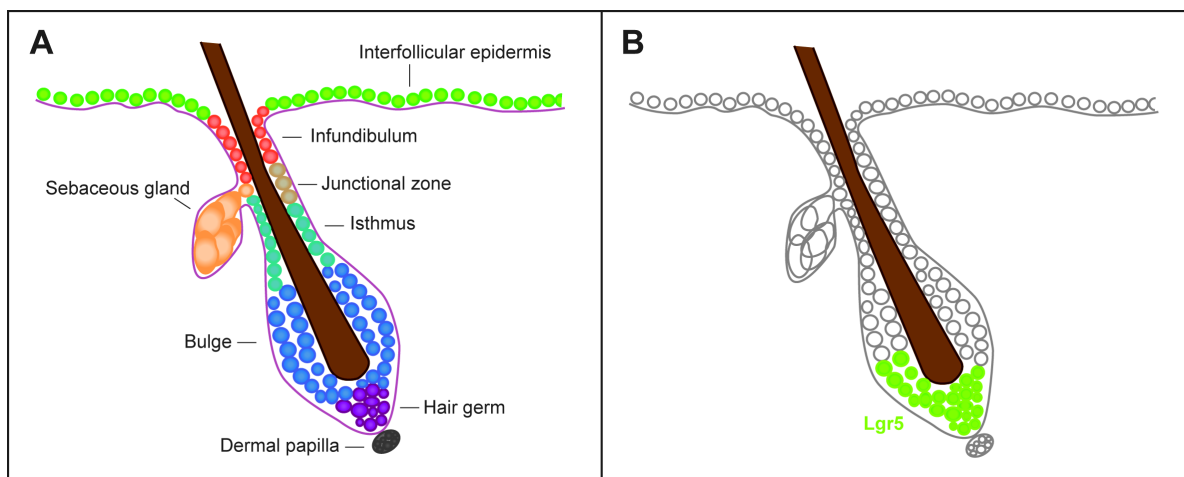 A
Interfollicular epidermis
Infundibulum
Junctional zone
Sebaceous gland
Isthmus
Bulge
Hair germ
Dermal papilla
B
Lgr5